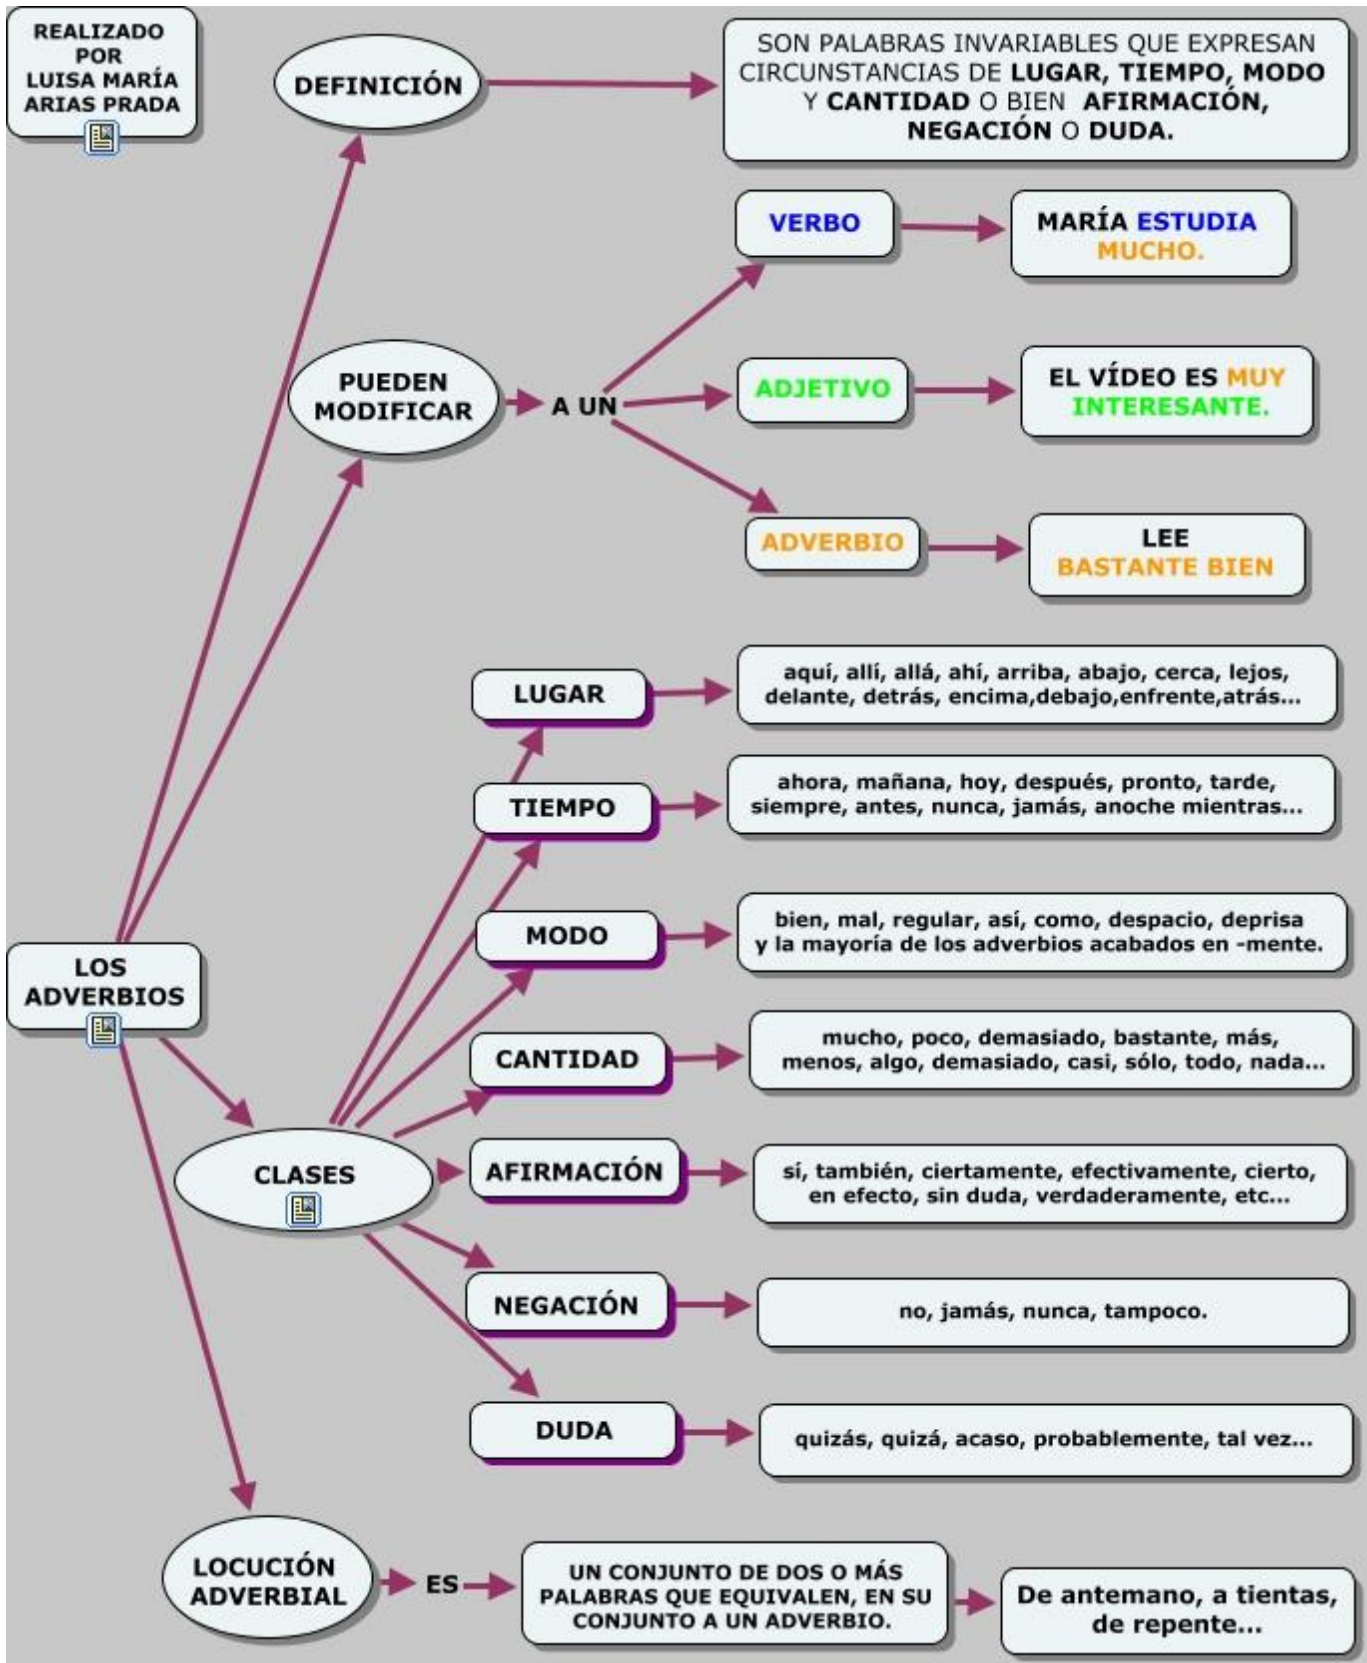 REALIZADO
POR
LUISA MARÍA
ARIAS PRADA
DEFINICIÓN
SON PALABRAS INVARIABLES QUE EXPRESAN
CIRCUNSTANCIAS DE LUGAR, TIEMPO, MODO
Y CANTIDAD O BIEN AFIRMACIÓN,
NEGACIÓN O DUDA.
PUEDEN
MODIFICAR
A UN
VERBO
MARÍA ESTUDIA
MUCHO.
ADJETIVO
EL VÍDEO ES MUY
INTERESANTE.
ADVERBIO
LEE
BASTANTE BIEN
LOS
ADVERBIOS
CLASES
LUGAR
aquí, allí, allá, ahí, arriba, abajo, cerca, lejos,
delante, detrás, encima,debajo,enfrente,atrás...
TIEMPO
ahora, mañana, hoy, después, pronto, tarde,
siempre, antes, nunca, jamás, anoche mientras...
MODO
bien, mal, regular, así, como, despacio, deprisa
y la mayoría de los adverbios acabados en -mente.
CANTIDAD
mucho, poco, demasiado, bastante, más,
menos, algo, demasiado, casi, sólo, todo, nada...
AFIRMACIÓN
sí, también, ciertamente, efectivamente, cierto,
en efecto, sin duda, verdaderamente, etc...
NEGACIÓN
no, jamás, nunca, tampoco.
DUDA
quizás, quizá, acaso, probablemente, tal vez...
LOCUCIÓN
ADVERBIAL
ES
UN CONJUNTO DE DOS O MÁS
PALABRAS QUE EQUIVALEN, EN SU
CONJUNTO A UN ADVERBIO.
De antemano, a tientas,
de repente...